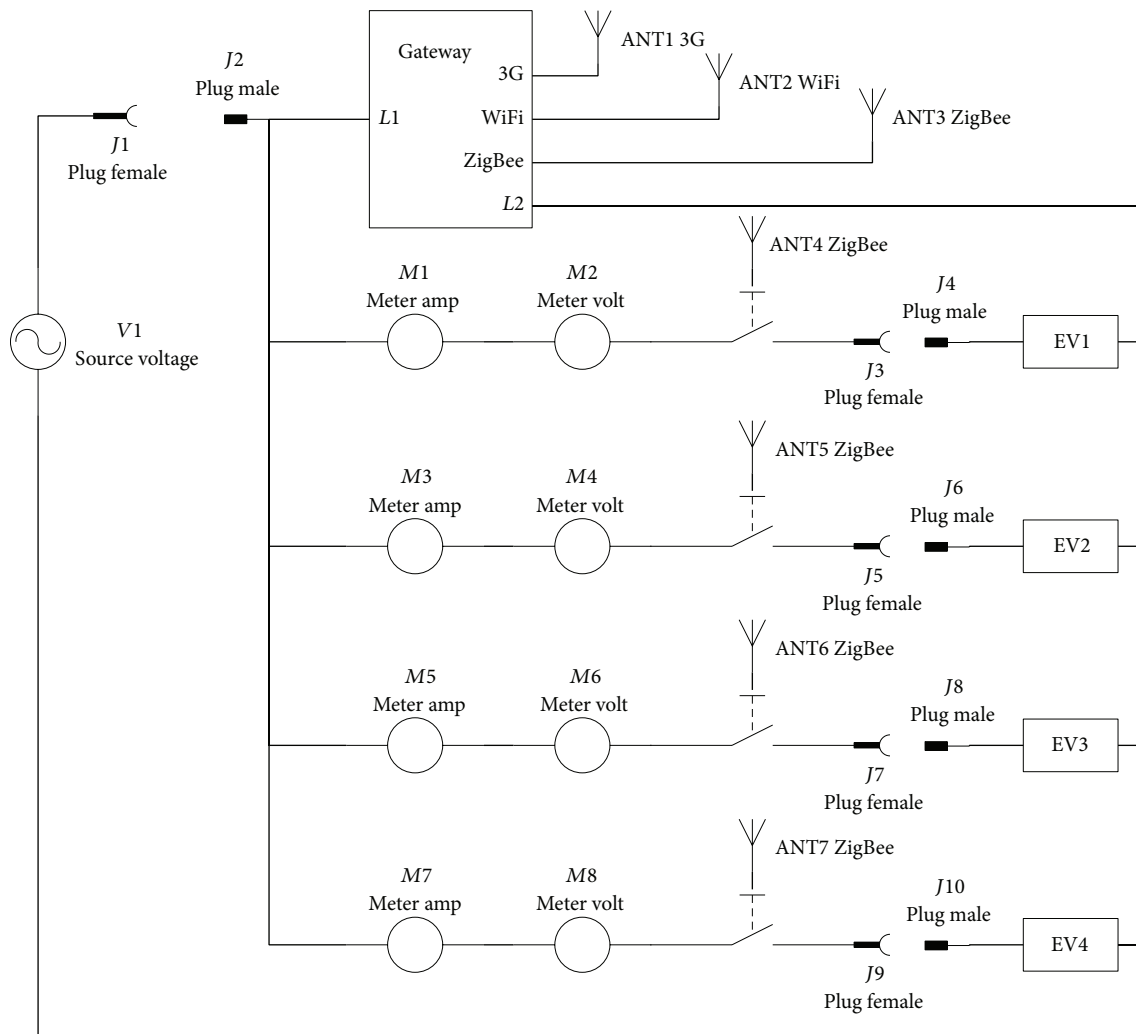 J2
Plug male
J1
Plug female
V1
Source voltage
Gateway
3G
L1
WiFi
ZigBee
L2
ANT1 3G
ANT2 WiFi
ANT3 ZigBee
ANT4 ZigBee
M1
Meter amp
M2
Meter volt
J4
Plug male
J3
Plug female
EV1
ANT5 ZigBee
M3
Meter amp
M4
Meter volt
J6
Plug male
J5
Plug female
EV2
ANT6 ZigBee
M5
Meter amp
M6
Meter volt
J8
Plug male
J7
Plug female
EV3
ANT7 ZigBee
M7
Meter amp
M8
Meter volt
J10
Plug male
J9
Plug female
EV4